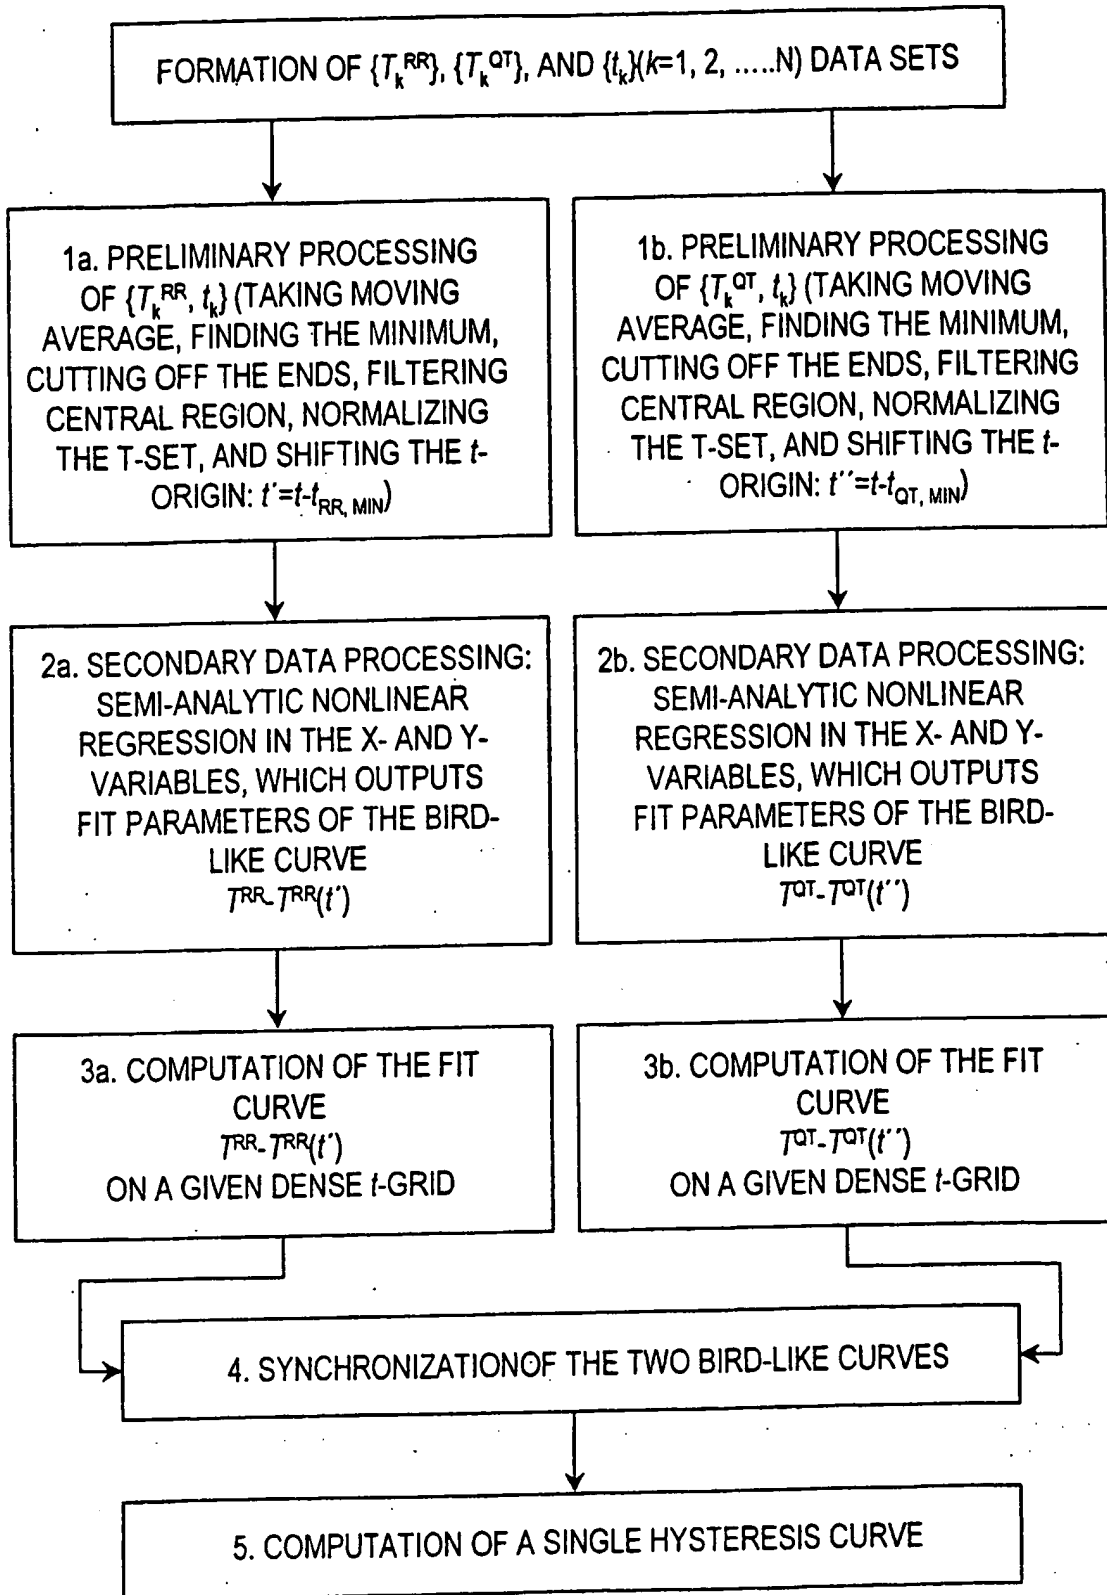 FORMATION OF {T_k^RR}, {T_k^QT}, AND {t_k}(k=1, 2, .....N) DATA SETS
1a. PRELIMINARY PROCESSING
OF {T_k^RR, t_k} (TAKING MOVING
AVERAGE, FINDING THE MINIMUM,
CUTTING OFF THE ENDS, FILTERING
CENTRAL REGION, NORMALIZING
THE T-SET, AND SHIFTING THE t-
ORIGIN: t'=t-t_RR, MIN)
1b. PRELIMINARY PROCESSING
OF {T_k^QT, t_k} (TAKING MOVING
AVERAGE, FINDING THE MINIMUM,
CUTTING OFF THE ENDS, FILTERING
CENTRAL REGION, NORMALIZING
THE T-SET, AND SHIFTING THE t-
ORIGIN: t''=t-t_QT, MIN)
2a. SECONDARY DATA PROCESSING:
SEMI-ANALYTIC NONLINEAR
REGRESSION IN THE X- AND Y-
VARIABLES, WHICH OUTPUTS
FIT PARAMETERS OF THE BIRD-
LIKE CURVE
T^RR-T^RR(t')
2b. SECONDARY DATA PROCESSING:
SEMI-ANALYTIC NONLINEAR
REGRESSION IN THE X- AND Y-
VARIABLES, WHICH OUTPUTS
FIT PARAMETERS OF THE BIRD-
LIKE CURVE
T^QT-T^QT(t'')
3a. COMPUTATION OF THE FIT
CURVE
T^RR-T^RR(t')
ON A GIVEN DENSE t-GRID
3b. COMPUTATION OF THE FIT
CURVE
T^QT-T^QT(t'')
ON A GIVEN DENSE t-GRID
4. SYNCHRONIZATIONOF THE TWO BIRD-LIKE CURVES
5. COMPUTATION OF A SINGLE HYSTERESIS CURVE